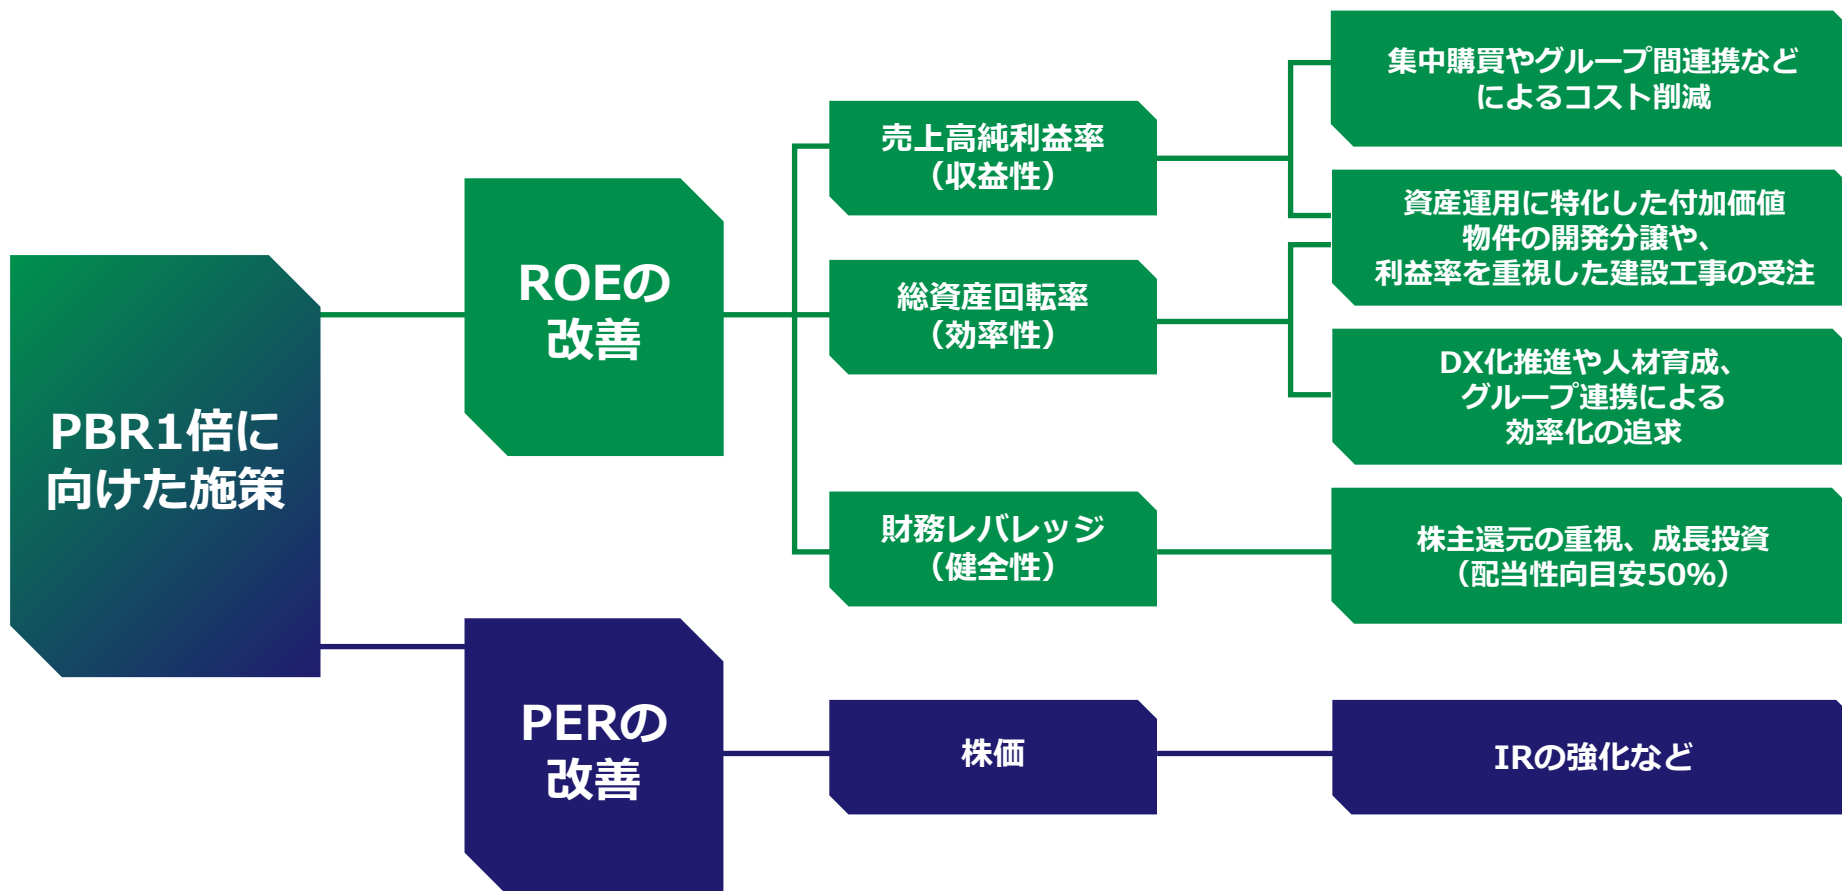 PBR1倍に
向けた施策
ROEの
改善
売上高純利益率
（収益性）
集中購買やグループ間連携など
によるコスト削減
資産運用に特化した付加価値
物件の開発分譲や、
利益率を重視した建設工事の受注
総資産回転率
（効率性）
DX化推進や人材育成、
グループ連携による
効率化の追求
財務レバレッジ
（健全性）
株主還元の重視、成長投資
（配当性向目安50%）
PERの
改善
株価
IRの強化など